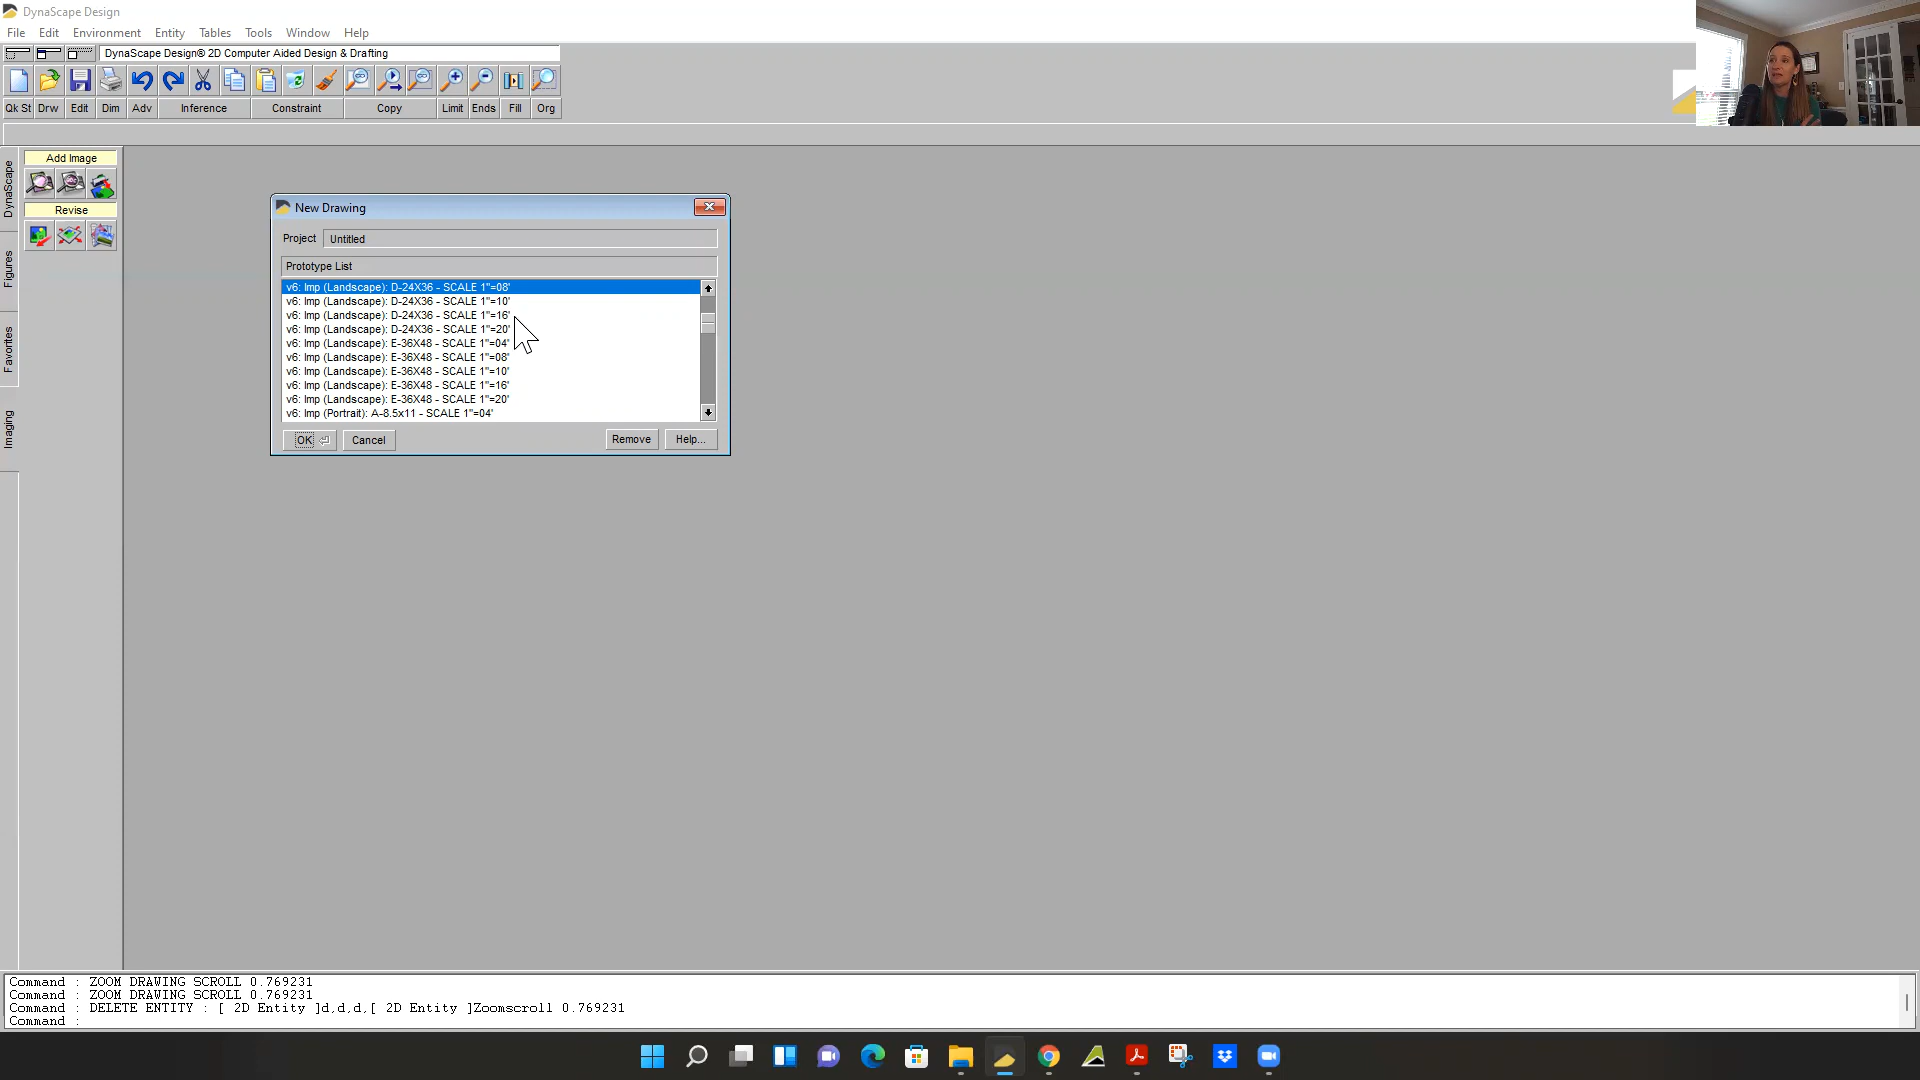 DynaScape Design
File Edit Environment Entity Tables Tools Window Help
DynaScape Design® 2D Computer Aided Design & Drafting
Qk St Drw Edit Dim Adv Inference Constraint Copy Limit Ends Fill Org
Add Image
Revise
DynaScape
Figures
Favorites
Imaging
New Drawing
Project Untitled
Prototype List
v6: Imp (Landscape): D-24X36 - SCALE 1"=08'
v6: Imp (Landscape): D-24X36 - SCALE 1"=10'
v6: Imp (Landscape): D-24X36 - SCALE 1"=16'
v6: Imp (Landscape): D-24X36 - SCALE 1"=20'
v6: Imp (Landscape): E-36X48 - SCALE 1"=04'
v6: Imp (Landscape): E-36X48 - SCALE 1"=08'
v6: Imp (Landscape): E-36X48 - SCALE 1"=10'
v6: Imp (Landscape): E-36X48 - SCALE 1"=16'
v6: Imp (Landscape): E-36X48 - SCALE 1"=20'
v6: Imp (Portrait): A-8.5x11 - SCALE 1"=04'
OK Cancel Remove Help...
Command : ZOOM DRAWING SCROLL 0.769231
Command : ZOOM DRAWING SCROLL 0.769231
Command : DELETE ENTITY : [ 2D Entity ]d,d,d,[ 2D Entity ]Zoomscroll 0.769231
Command :